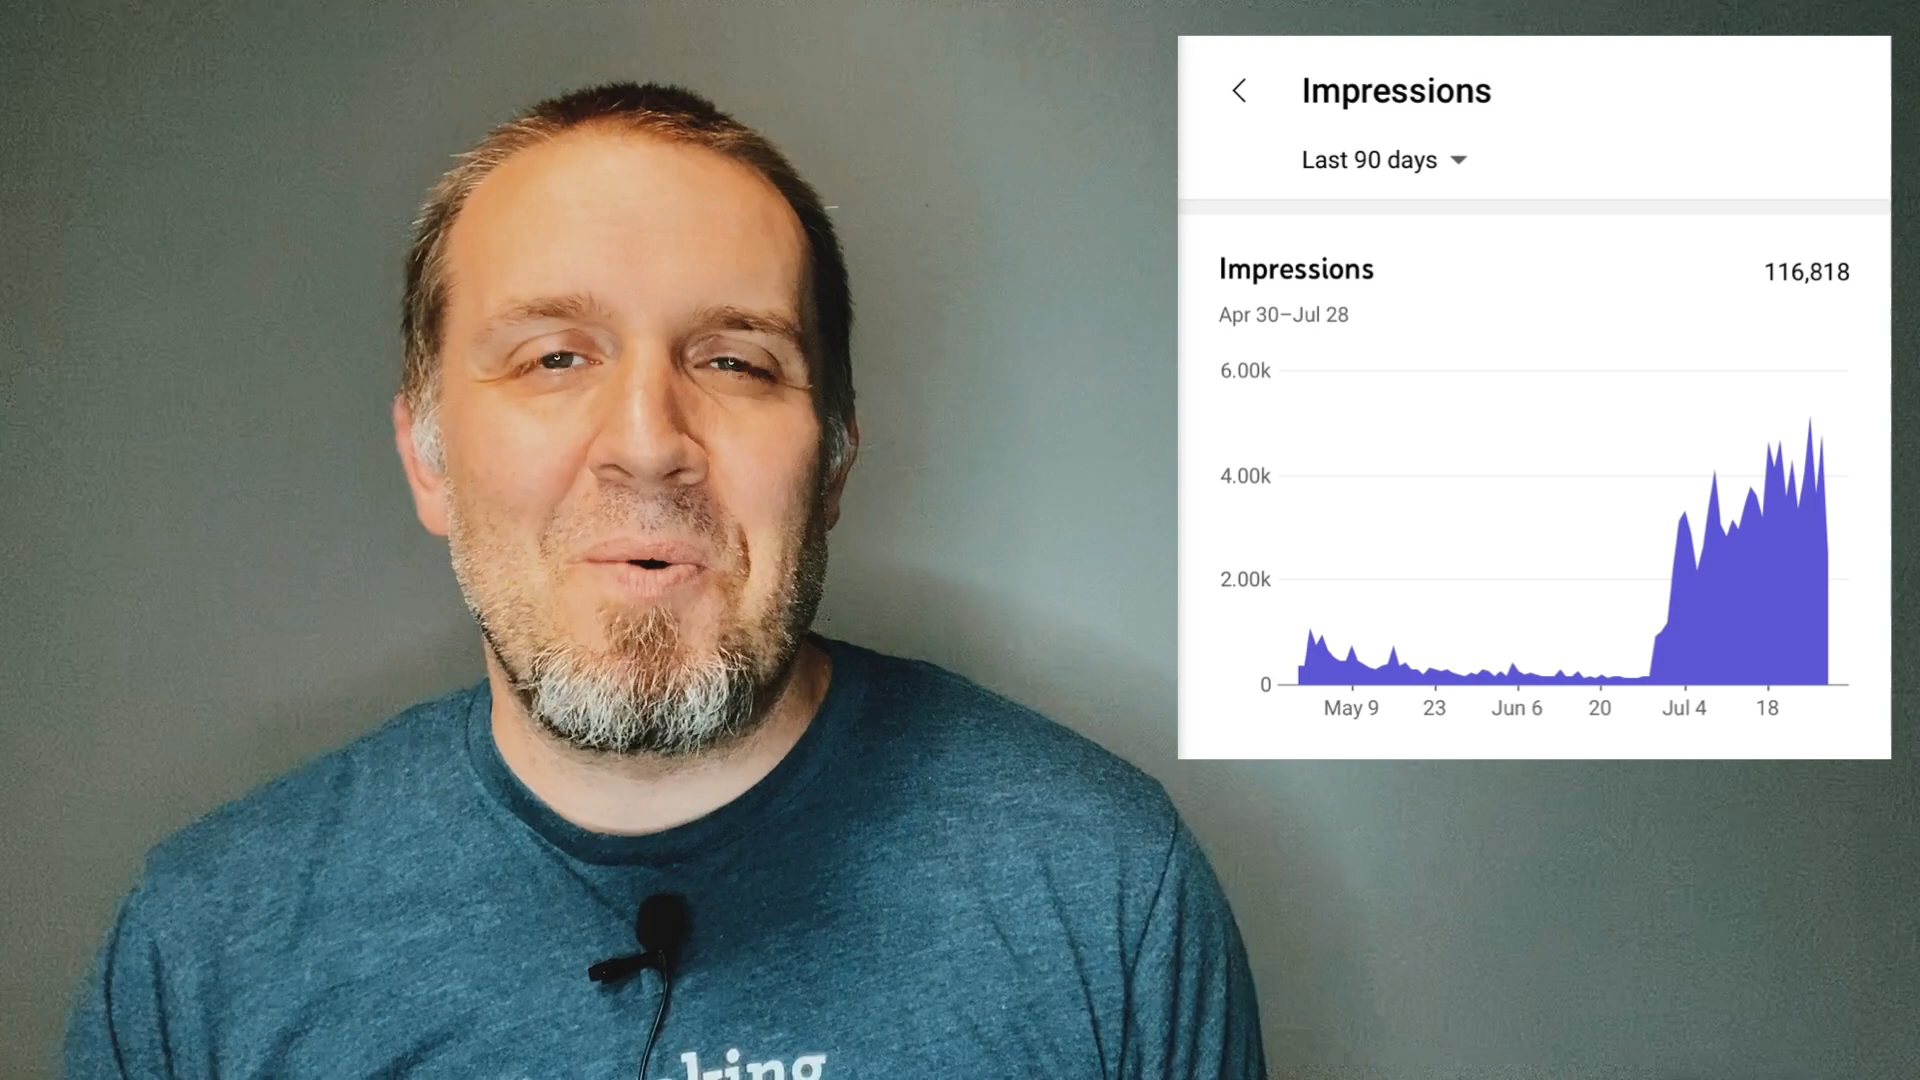 Impressions
Last 90 days
Impressions 116,818
Apr 30–Jul 28
6.00k
4.00k
2.00k
0
May 9 23 Jun 6 20 Jul 4 18
king